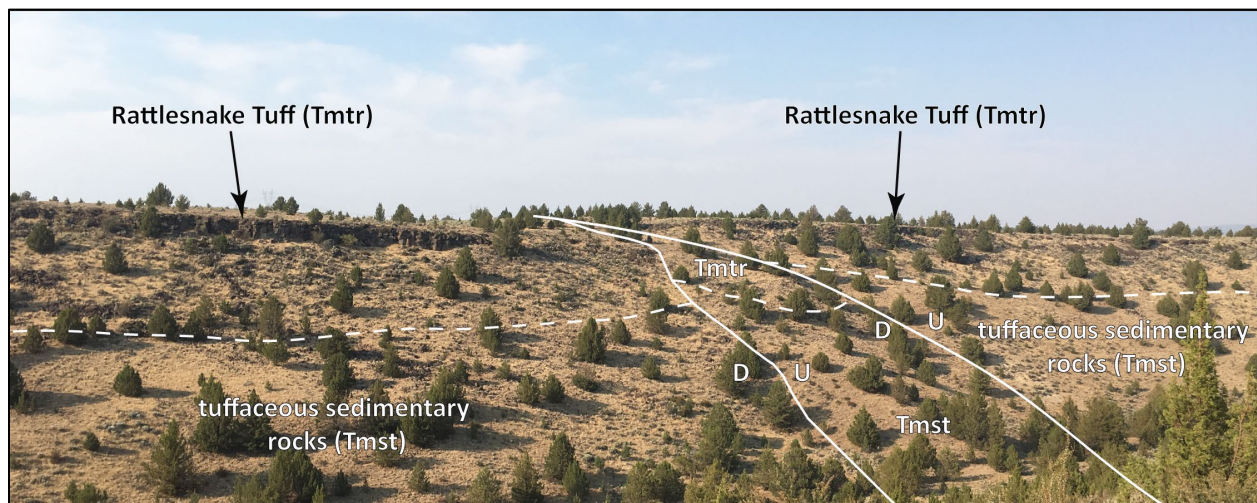 Rattlesnake Tuff (Tmtr)
Rattlesnake Tuff (Tmtr)
Tmtr
D
U
tuffaceous sedimentary
rocks (Tmst)
D
U
tuffaceous sedimentary
rocks (Tmst)
Tmst